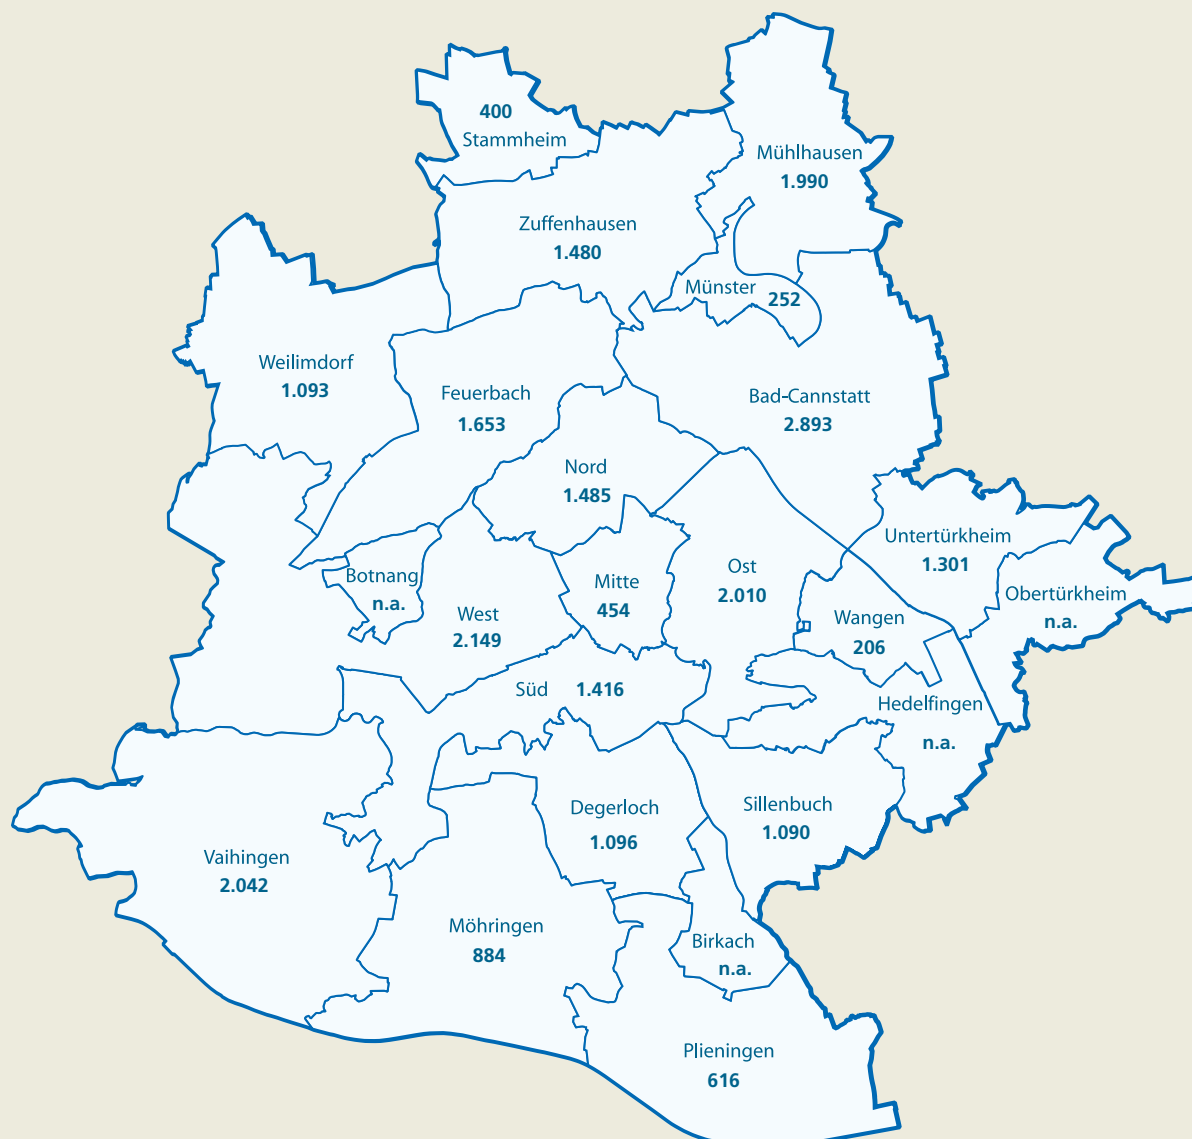 400
Stammheim
Mühlhausen
1.990
Zuffenhausen
1.480
Münster 252
Weilimdorf
1.093
Feuerbach
1.653
Bad-Cannstatt
2.893
Nord
1.485
Untertürkheim
1.301
Botnang
n.a.
Mitte
454
Ost
2.010
Obertürkheim
n.a.
West
2.149
Wangen
206
Süd 1.416
Hedelfingen
n.a.
Degerloch
1.096
Sillenbuch
1.090
Vaihingen
2.042
Möhringen
884
Birkach
n.a.
Plieningen
616